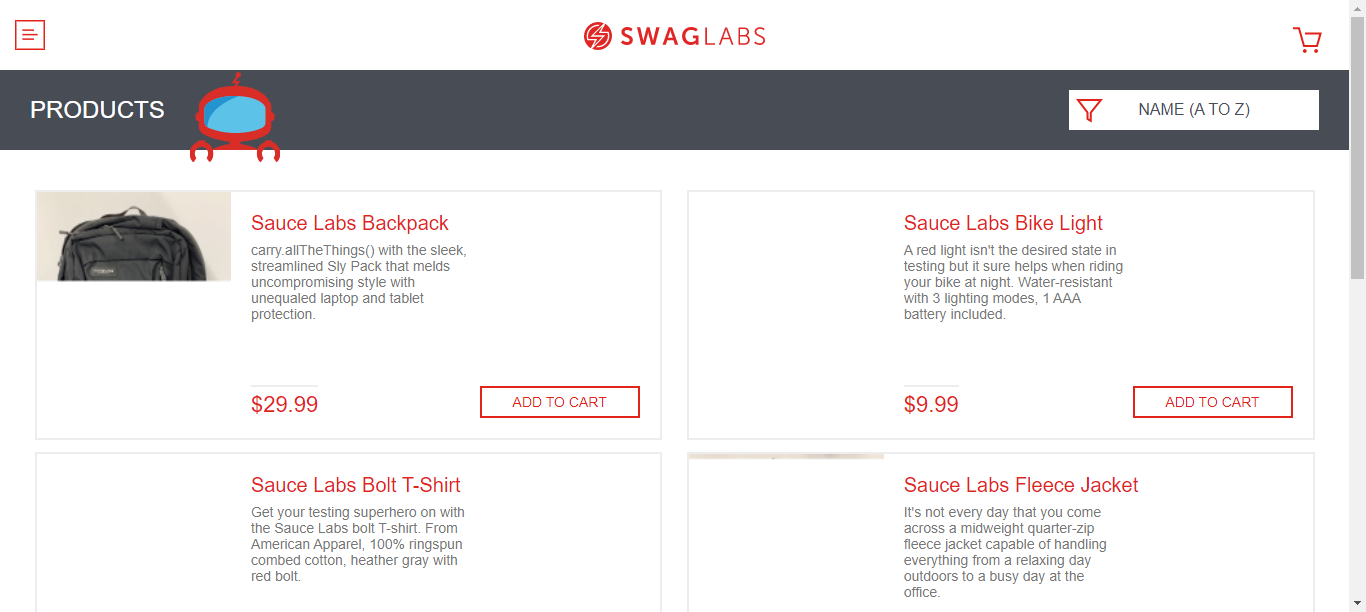 SWAGLABS
PRODUCTS
NAME (A TO Z)
Sauce Labs Backpack
carry.allTheThings() with the sleek,
streamlined Sly Pack that melds
uncompromising style with
unequaled laptop and tablet
protection.
$29.99
ADD TO CART
Sauce Labs Bike Light
A red light isn't the desired state in
testing but it sure helps when riding
your bike at night. Water-resistant
with 3 lighting modes, 1 AAA
battery included.
$9.99
ADD TO CART
Sauce Labs Bolt T-Shirt
Get your testing superhero on with
the Sauce Labs bolt T-shirt. From
American Apparel, 100% ringspun
combed cotton, heather gray with
red bolt.
Sauce Labs Fleece Jacket
It's not every day that you come
across a midweight quarter-zip
fleece jacket capable of handling
everything from a relaxing day
outdoors to a busy day at the
office.